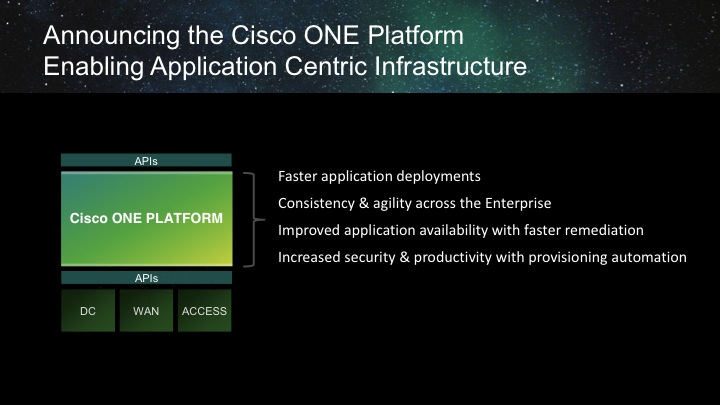 Announcing the Cisco ONE Platform
Enabling Application Centric Infrastructure
APIs
Cisco ONE PLATFORM
APIs
DC
WAN
ACCESS
Faster application deployments
Consistency & agility across the Enterprise
Improved application availability with faster remediation
Increased security & productivity with provisioning automation